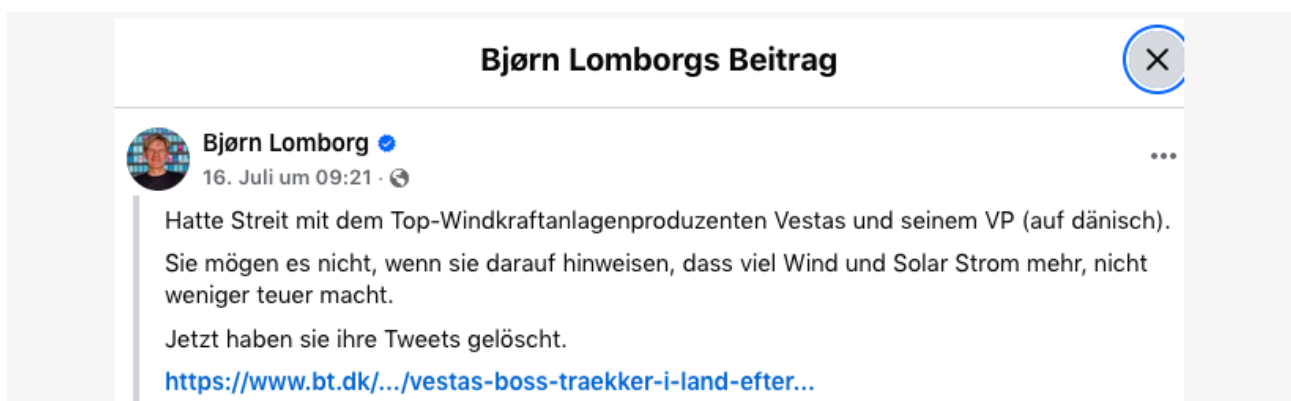 Bjørn Lomborgs Beitrag
Bjørn Lomborg
16. Juli um 09:21 ·
Hatte Streit mit dem Top-Windkraftanlagenproduzenten Vestas und seinem VP (auf dänisch).
Sie mögen es nicht, wenn sie darauf hinweisen, dass viel Wind und Solar Strom mehr, nicht
weniger teuer macht.
Jetzt haben sie ihre Tweets gelöscht.
https://www.bt.dk/.../vestas-boss-traekker-i-land-efter...